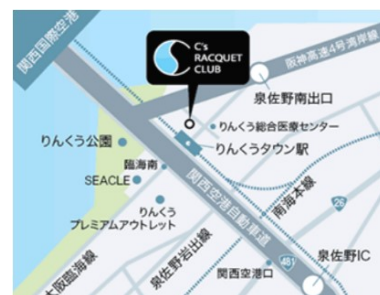 関西国際空港
C's
RACQUET
CLUB
阪神高速4号湾岸線
泉佐野南出口
りんくう総合医療センター
りんくう公園
りんくうタウン駅
臨海南
SEACLE
関西空港自動車道
南海本線
26
りんくう
プレミアムアウトレット
大阪臨海線
泉佐野岩出線
関西空港口
481
泉佐野IC